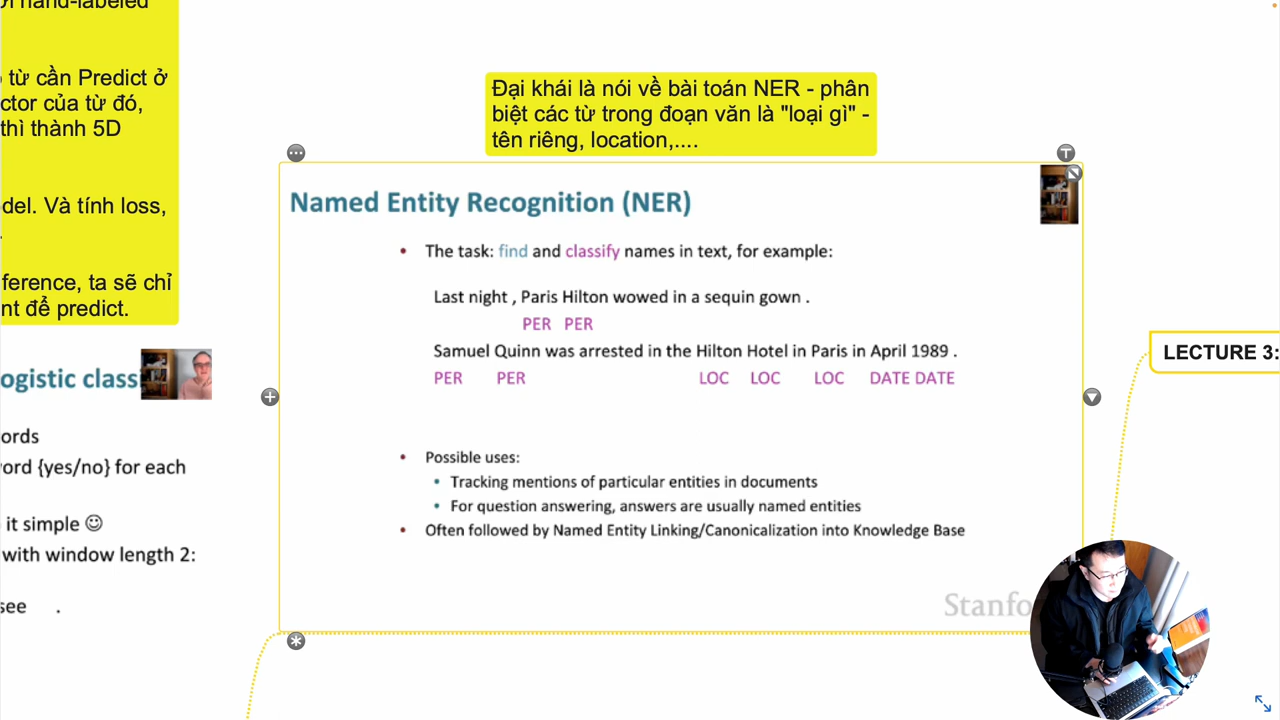 hand-labeled
từ cần Predict ở
ctor của từ đó,
thì thành 5D
del. Và tính loss,
ference, ta sẽ chỉ
nt để predict.
Đại khái là nói về bài toán NER - phân
biệt các từ trong đoạn văn là "loại gì" -
tên riêng, location,....
Named Entity Recognition (NER)
• The task: find and classify names in text, for example:
Last night , Paris Hilton wowed in a sequin gown .
PER PER
Samuel Quinn was arrested in the Hilton Hotel in Paris in April 1989 .
PER PER LOC LOC LOC DATE DATE
• Possible uses:
• Tracking mentions of particular entities in documents
• For question answering, answers are usually named entities
• Often followed by Named Entity Linking/Canonicalization into Knowledge Base
Stanfo
ogistic class
ords
ord {yes/no} for each
it simple ☺
with window length 2:
see .
LECTURE 3: